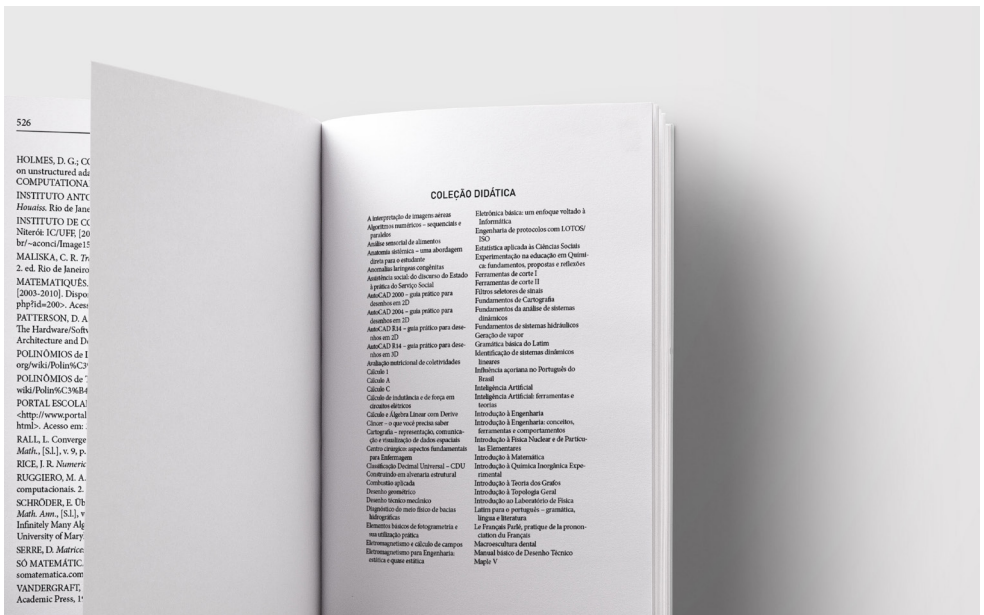 526
HOLMES, D. G.; CO
on unstructured ada
COMPUTATIONA
INSTITUTO ANTO
Houaiss. Rio de Jane
INSTITUTO DE CO
Niterói: IC/UFF, [20
br/~aconci/Image15
MALISKA, C. R. Tr
2. ed. Rio de Janeiro
MATEMATIQUÊS.
[2003-2010]. Dispo
php?id=200>. Acess
PATTERSON, D. A
The Hardware/Softw
Architecture and D
POLINÔMIOS de L
org/wiki/Polin%C3
POLINÔMIOS de T
wiki/Polin%C3%B4
PORTAL ESCOLA
<http://www.portal
html>. Acesso em:
RALL, L. Converge
Math., [S.l.], v. 9, p.
RICE, J. R. Numeric
RUGGIERO, M. A.
computacionais. 2.
SCHRÖDER, E. Üb
Math. Ann., [S.l.], v
Infinitely Many Alg
University of Mary
SERRE, D. Matrice
SÓ MATEMÁTIC
somatematica.com
VANDERGRAFT,
Academic Press, 1
COLEÇÃO DIDÁTICA
A interpretação de imagens aéreas
Algoritmos numéricos – sequenciais e
paralelos
Análise sensorial de alimentos
Anatomia sistêmica – uma abordagem
direta para o estudante
Anomalias laríngeas congênitas
Assistência social: do discurso do Estado
à prática do Serviço Social
AutoCAD 2000 – guia prático para
desenhos em 2D
AutoCAD 2004 – guia prático para
desenhos em 2D
AutoCAD R14 – guia prático para dese-
nhos em 2D
AutoCAD R14 – guia prático para dese-
nhos em 3D
Avaliação nutricional de coletividades
Cálculo 1
Cálculo A
Cálculo C
Cálculo de indutância e de força em
circuitos elétricos
Cálculo e Álgebra Linear com Derive
Câncer – o que você precisa saber
Cartografia – representação, comunica-
ção e visualização de dados espaciais
Centro cirúrgico: aspectos fundamentais
para Enfermagem
Classificação Decimal Universal – CDU
Construindo em alvenaria estrutural
Combustão aplicada
Desenho geométrico
Desenho técnico mecânico
Diagnóstico do meio físico de bacias
hidrográficas
Elementos básicos de fotogrametria e
sua utilização prática
Eletromagnetismo e cálculo de campos
Eletromagnetismo para Engenharia:
estática e quase estática
Eletrônica básica: um enfoque voltado à
Informática
Engenharia de protocolos com LOTOS/
ISO
Estatística aplicada às Ciências Sociais
Experimentação na educação em Quími-
ca: fundamentos, propostas e reflexões
Ferramentas de corte I
Ferramentas de corte II
Filtros seletores de sinais
Fundamentos de Cartografia
Fundamentos da análise de sistemas
dinâmicos
Fundamentos de sistemas hidráulicos
Geração de vapor
Gramática básica do Latim
Identificação de sistemas dinâmicos
lineares
Influência açoriana no Português do
Brasil
Inteligência Artificial
Inteligência Artificial: ferramentas e
teorias
Introdução à Engenharia
Introdução à Engenharia: conceitos,
ferramentas e comportamentos
Introdução à Física Nuclear e de Partícu-
las Elementares
Introdução à Matemática
Introdução à Química Inorgânica Expe-
rimental
Introdução à Teoria dos Grafos
Introdução à Topologia Geral
Introdução ao Laboratório de Física
Latim para o português – gramática,
língua e literatura
Le Français Parlé, pratique de la pronon-
ciation du Français
Macroescultura dental
Manual básico de Desenho Técnico
Maple V